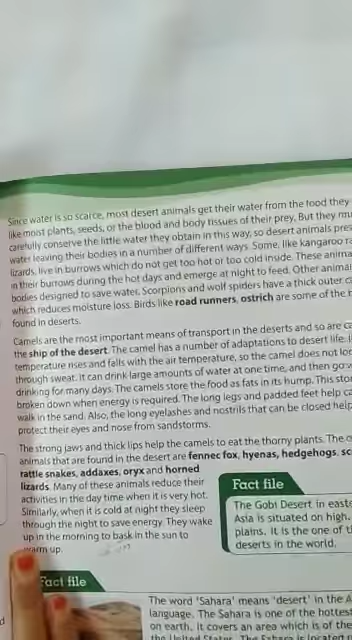 Since water is so scarce, most desert animals get their water from the food they
like most plants, seeds, or the blood and body tissues of their prey. But they
carefully conserve the little water they obtain in this way, so desert animals
water leaving their bodies in a number of different ways. Some, like kangaroo
lizards, live in burrows which do not get too hot or too cold inside. These
in their burrows during the hot days and emerge at night to feed. Other
bodies designed to save water. Scorpions and wolf spiders have a thick outer
which reduces moisture loss. Birds like road runners, ostrich are some of the
found in deserts.
Camels are the most important means of transport in the deserts and so are
the ship of the desert. The camel has a number of adaptations to desert life.
temperature rises and falls with the air temperature, so the camel does not
through sweat. It can drink large amounts of water at one time, and then go
drinking for many days. The camels store the food as fats in its hump. This
broken down when energy is required. The long legs and padded feet help
walk in the sand. Also, the long eyelashes and nostrils that can be closed help
protect their eyes and nose from sandstorms.
The strong jaws and thick lips help the camels to eat the thorny plants. The
animals that are found in the desert are fennec fox, hyenas, hedgehogs,
rattle snakes, addaxes, oryx and horned
lizards. Many of these animals reduce their
activities in the day time when it is very hot.
Similarly, when it is cold at night they sleep
through the night to save energy. They wake
up in the morning to bask in the sun to
warm up.
Fact file
The Gobi Desert in
Asia is situated on high,
plains. It is the one of
deserts in the world.
Fact file
The word 'Sahara' means 'desert' in the
language. The Sahara is one of the
on earth. It covers an area which is of the
the United States. The Sahara is located